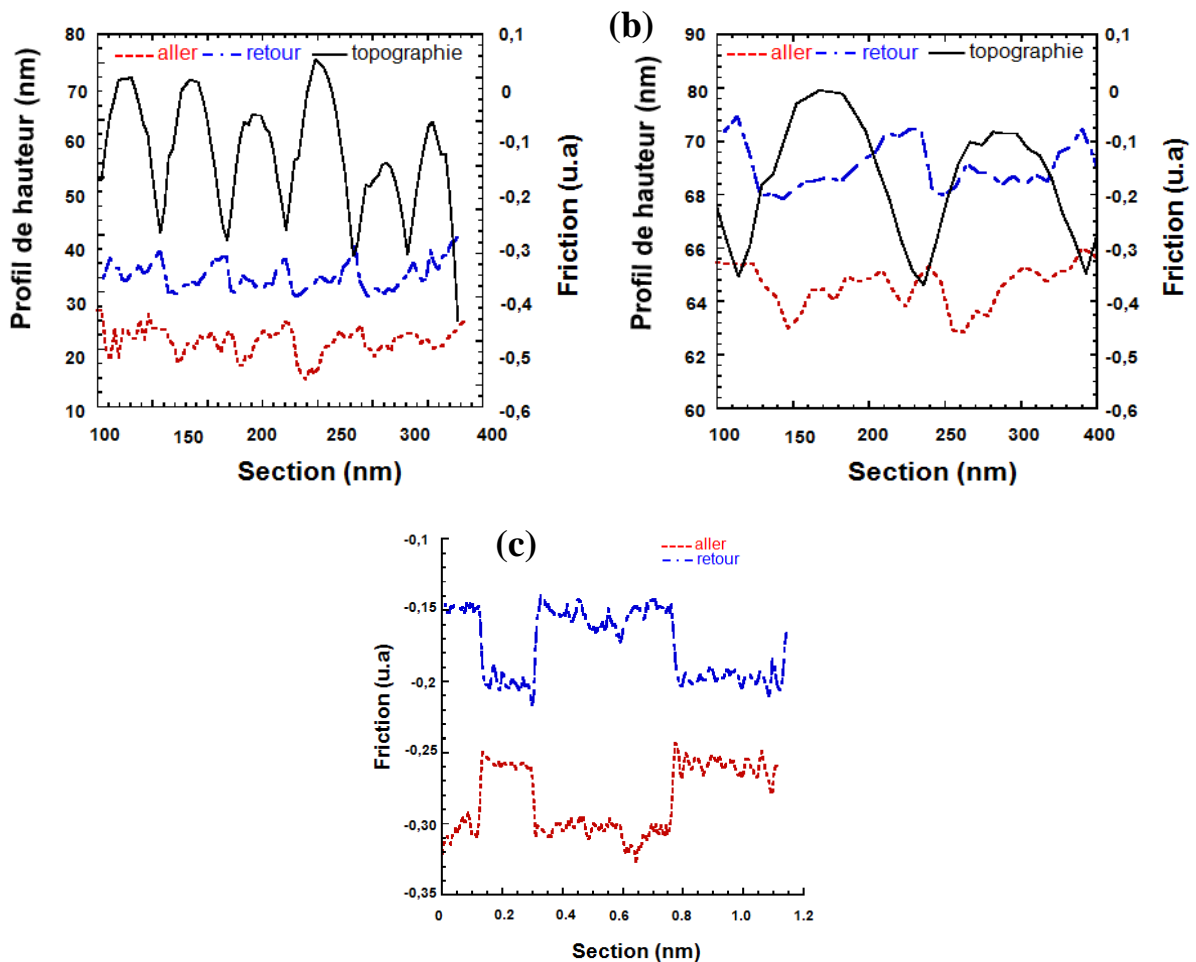 (b)
aller retour topographie
Profil de hauteur (nm)
80
70
60
50
40
30
20
10
0,1
0
-0,1
-0,2
-0,3
-0,4
-0,5
-0,6
Friction (u.a)
100 150 200 250 300 400
Section (nm)
aller retour topographie
Profil de hauteur (nm)
90
80
70
68
66
64
62
60
0,1
0
-0,1
-0,2
-0,3
-0,4
-0,5
-0,6
Friction (u.a)
100 150 200 250 300 400
Section (nm)
(c)
aller
retour
Friction (u.a)
-0,1
-0,15
-0,2
-0,25
-0,30
-0,35
0 0.2 0.4 0.6 0.8 1.0 1.2
Section (nm)